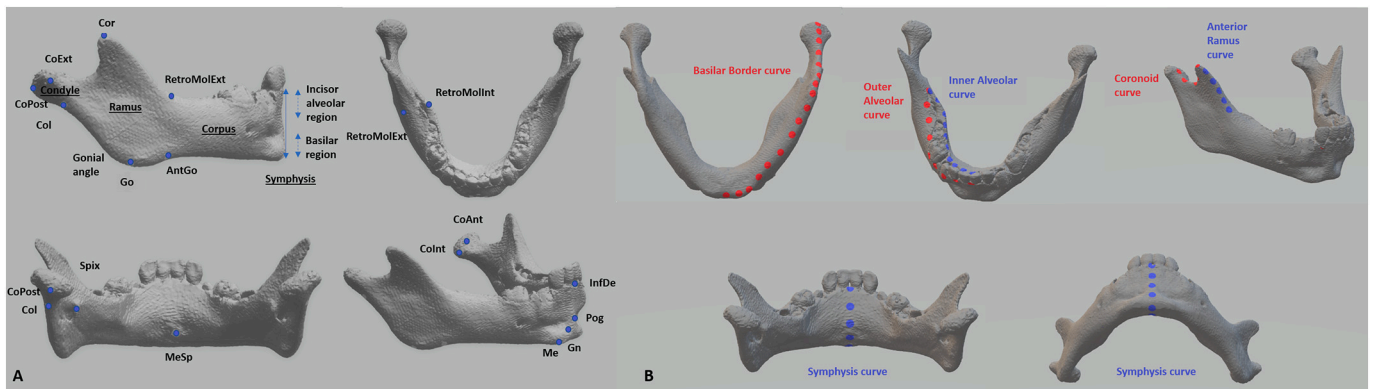 Cor
CoExt
Condyle
CoPost
Col
RetroMolExt
Ramus
Corpus
Gonial
angle
Go
AntGo
Incisor
alveolar
region
Basilar
region
Symphysis
RetroMolInt
RetroMolExt
Spix
CoPost
Col
MeSp
CoAnt
CoInt
InfDe
Pog
Gn
Me
A
Basilar Border curve
Outer
Alveolar
curve
Inner Alveolar
curve
Anterior
Ramus
curve
Coronoid
curve
Symphysis curve
Symphysis curve
B